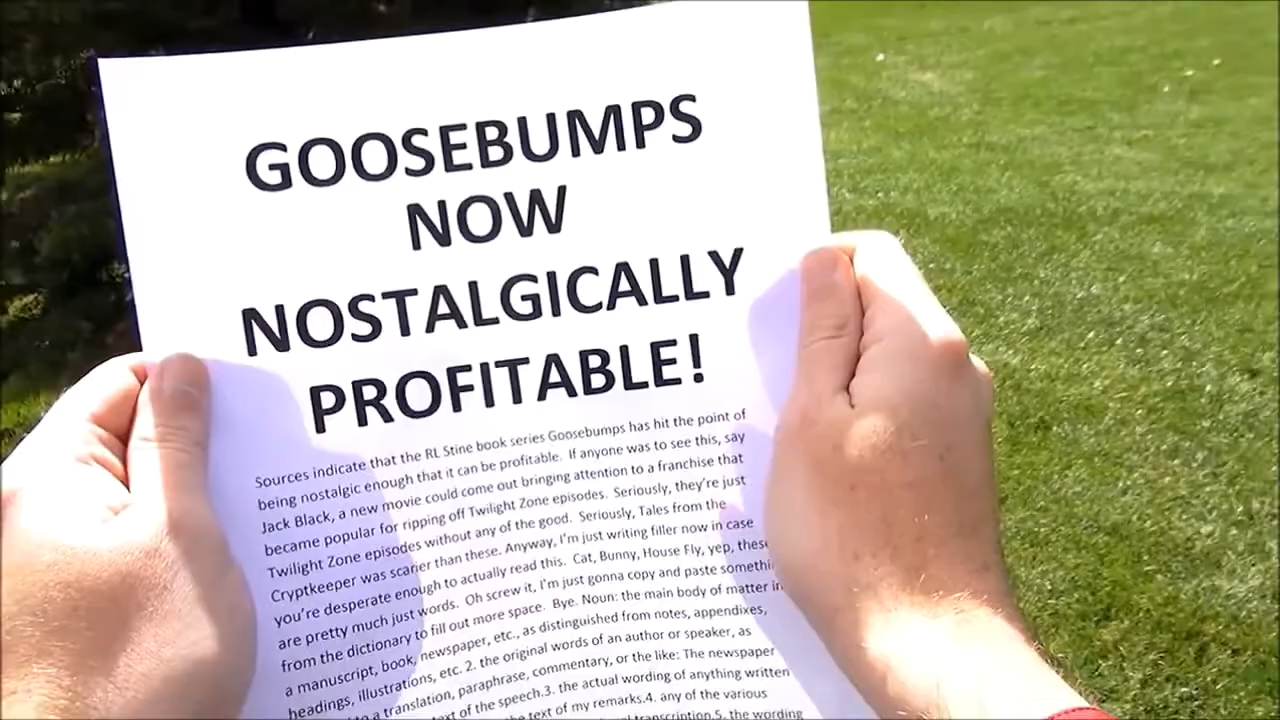 GOOSEBUMPS
NOW
NOSTALGICALLY
PROFITABLE!
Sources indicate that the RL Stine book series Goosebumps has hit the point of
being nostalgic enough that it can be profitable. If anyone was to see this, say
Jack Black, a new movie could come out bringing attention to a franchise that
became popular for ripping off Twilight Zone episodes. Seriously, they're just
Twilight Zone episodes without any of the good. Seriously, Tales from the
Cryptkeeper was scarier than these. Anyway, I'm just writing filler now in case
you're desperate enough to actually read this. Cat, Bunny, House Fly, yep, these
are pretty much just words. Oh screw it, I'm just gonna copy and paste somethi
from the dictionary to fill out more space. Bye. Noun: the main body of matter in
a manuscript, book, newspaper, etc., as distinguished from notes, appendixes,
headings, illustrations, etc. 2. the original words of an author or speaker, as
to a translation, paraphrase, commentary, or the like: The newspaper
text of the speech.3. the actual wording of anything written
the text of my remarks.4. any of the various
transcription.5. the wording